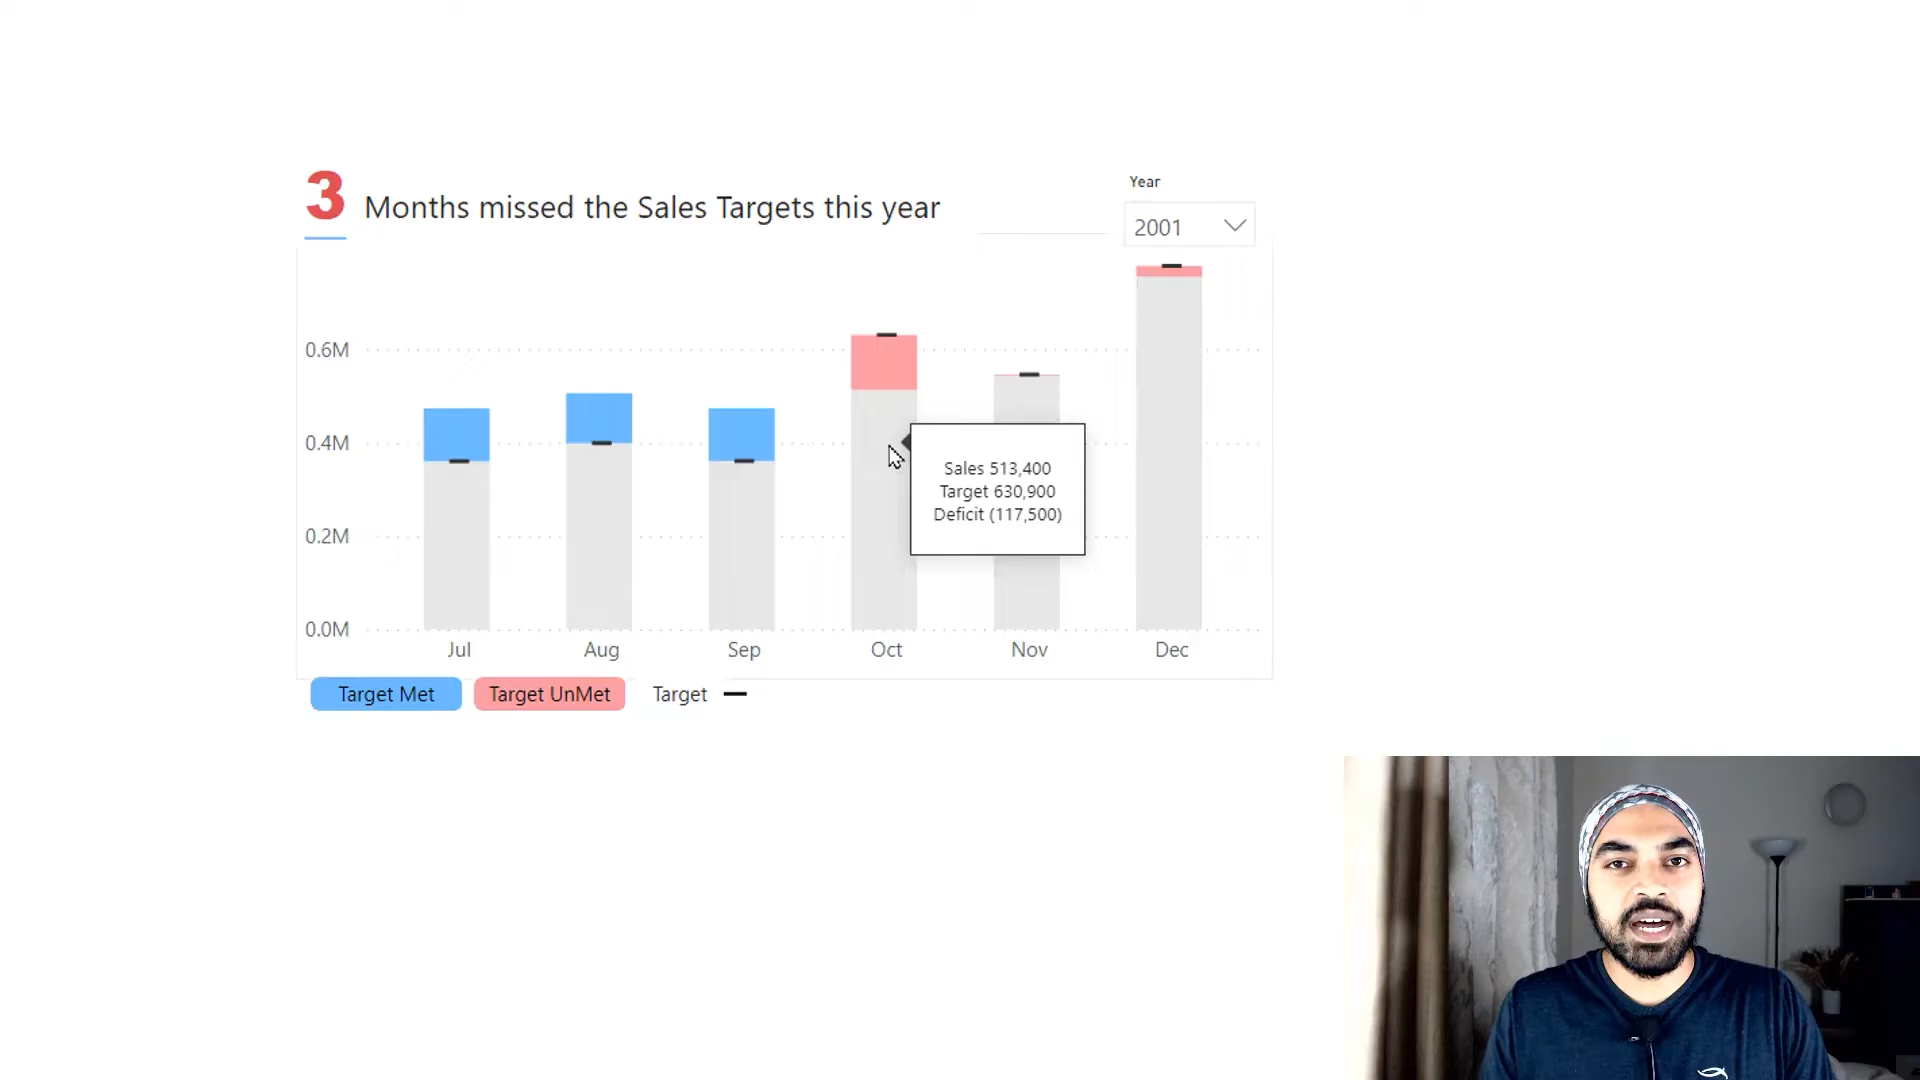 3 Months missed the Sales Targets this year
Year
2001
0.6M
0.4M
0.2M
0.0M
Sales 513,400
Target 630,900
Deficit (117,500)
Jul Aug Sep Oct Nov Dec
Target Met Target UnMet Target